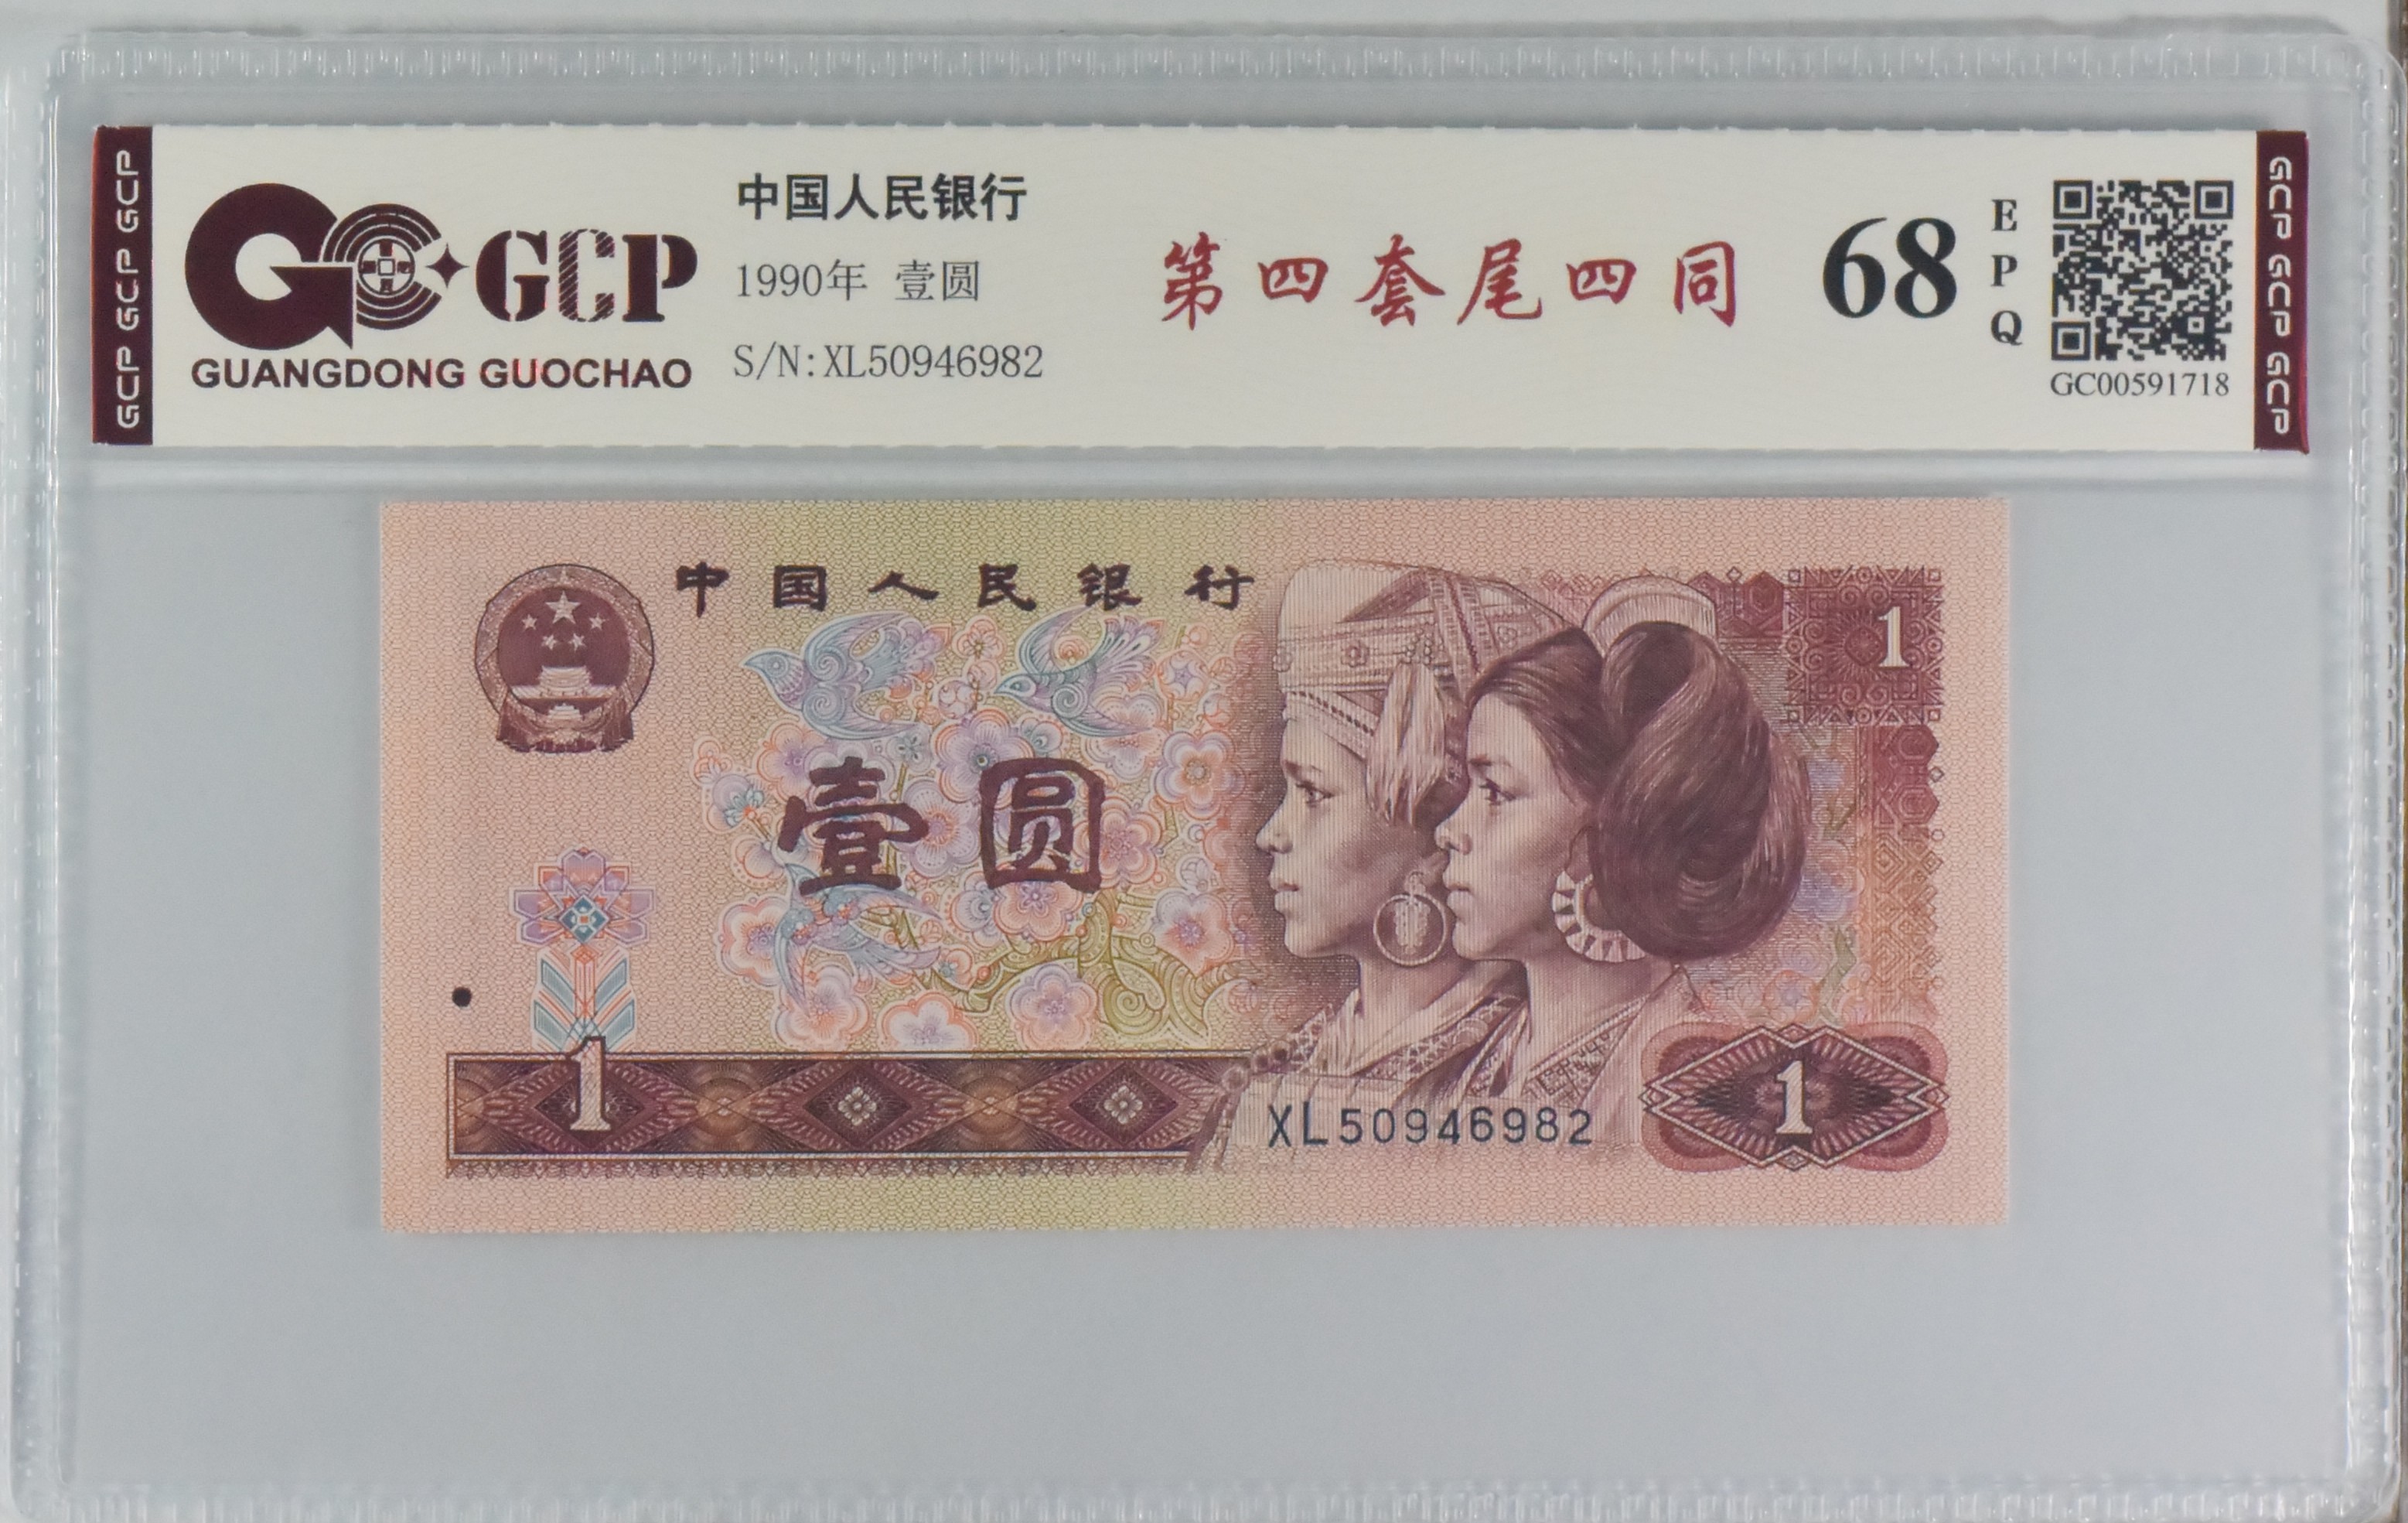 GCP GCP GCP
GC GCP
GUANGDONG GUOCHAO
中国人民银行
1990年 壹圆
S/N:XL50946982
第四套尾四同
68
EPQ
GC00591718
GCP GCP GCP
中国人民银行
1
壹圆
1
XL50946982
1